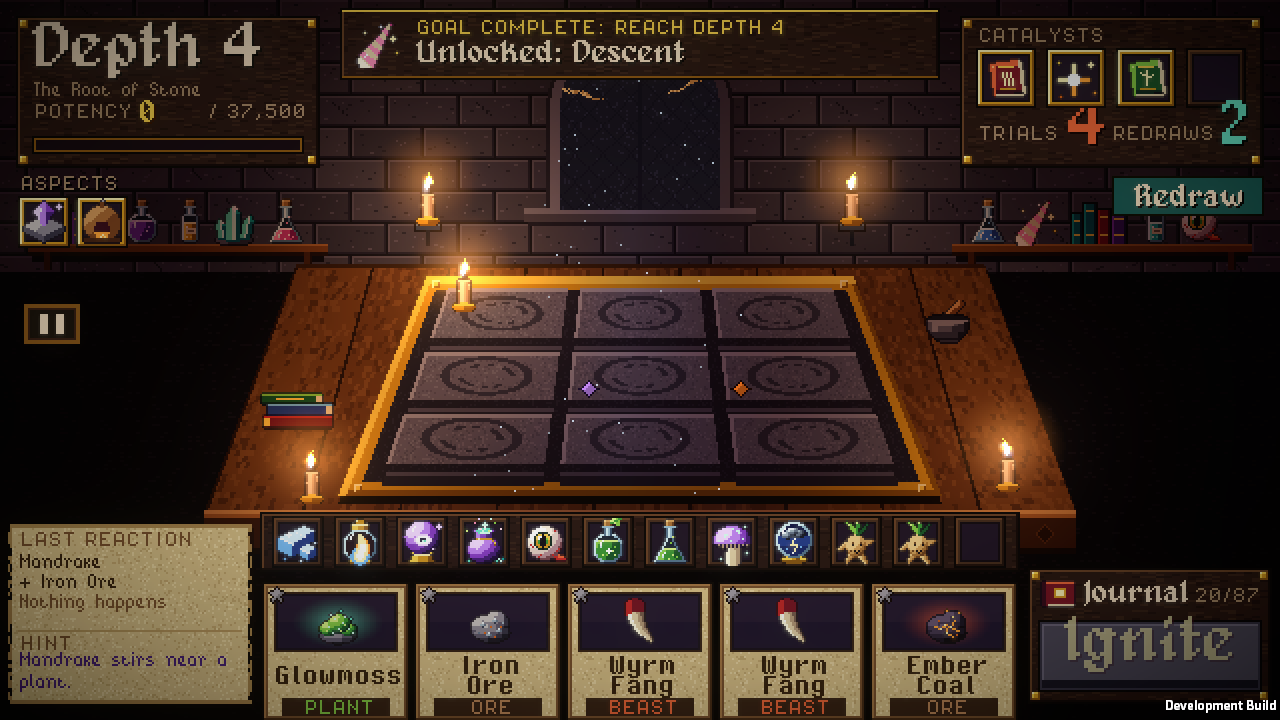 Depth 4
The Root of Stone
POTENCY 0 / 37,500
ASPECTS
GOAL COMPLETE: REACH DEPTH 4
Unlocked: Descent
CATALYSTS
TRIALS 4 REDRAWS 2
Redraw
LAST REACTION
Mandrake
+ Iron Ore
Nothing happens
HINT
Mandrake stirs near a
plant.
Glowmoss
PLANT
Iron
Ore
ORE
Wyrm
Fang
BEAST
Wyrm
Fang
BEAST
Ember
Coal
ORE
Journal 20/87
Ignite
Development Build